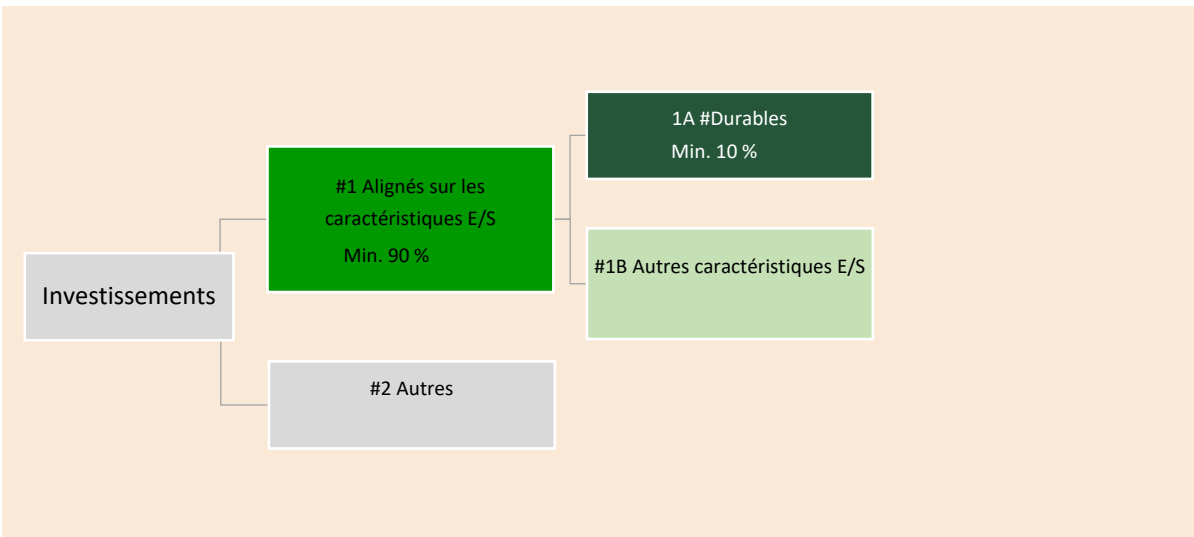 Investissements
#1 Alignés sur les
caractéristiques E/S
Min. 90 %
#2 Autres
1A #Durables
Min. 10 %
#1B Autres caractéristiques E/S